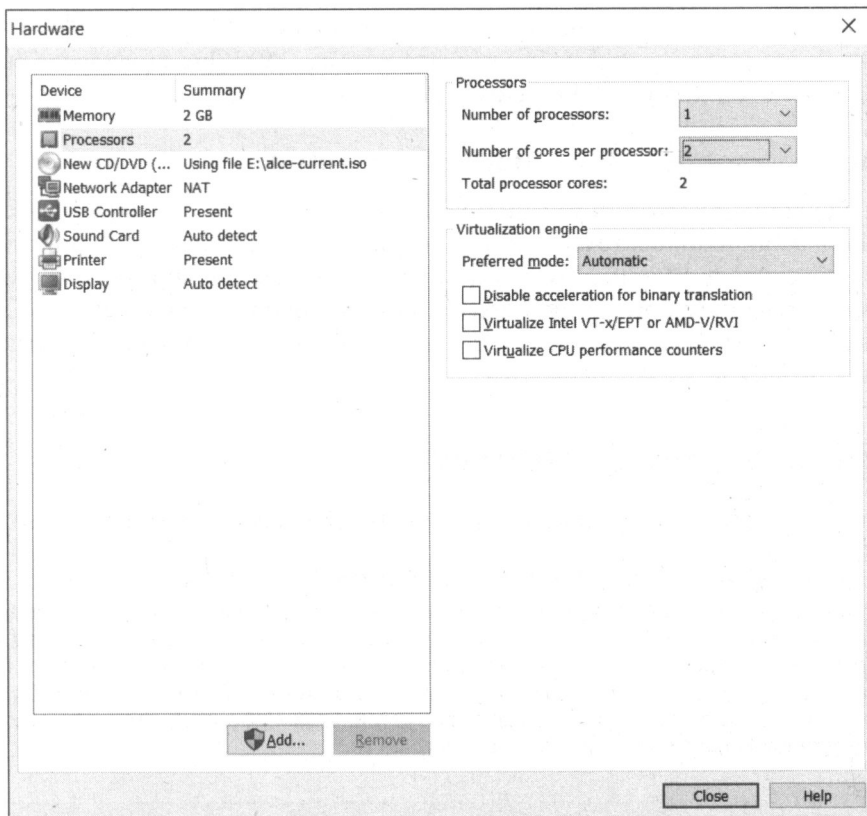 Hardware
Device Summary
Memory 2 GB
Processors 2
New CD/DVD (... Using file E:\alce-current.iso
Network Adapter NAT
USB Controller Present
Sound Card Auto detect
Printer Present
Display Auto detect
Add... Remove
Processors
Number of processors: 1
Number of cores per processor: 2
Total processor cores: 2
Virtualization engine
Preferred mode: Automatic
Disable acceleration for binary translation
Virtualize Intel VT-x/EPT or AMD-V/RVI
Virtualize CPU performance counters
Close Help